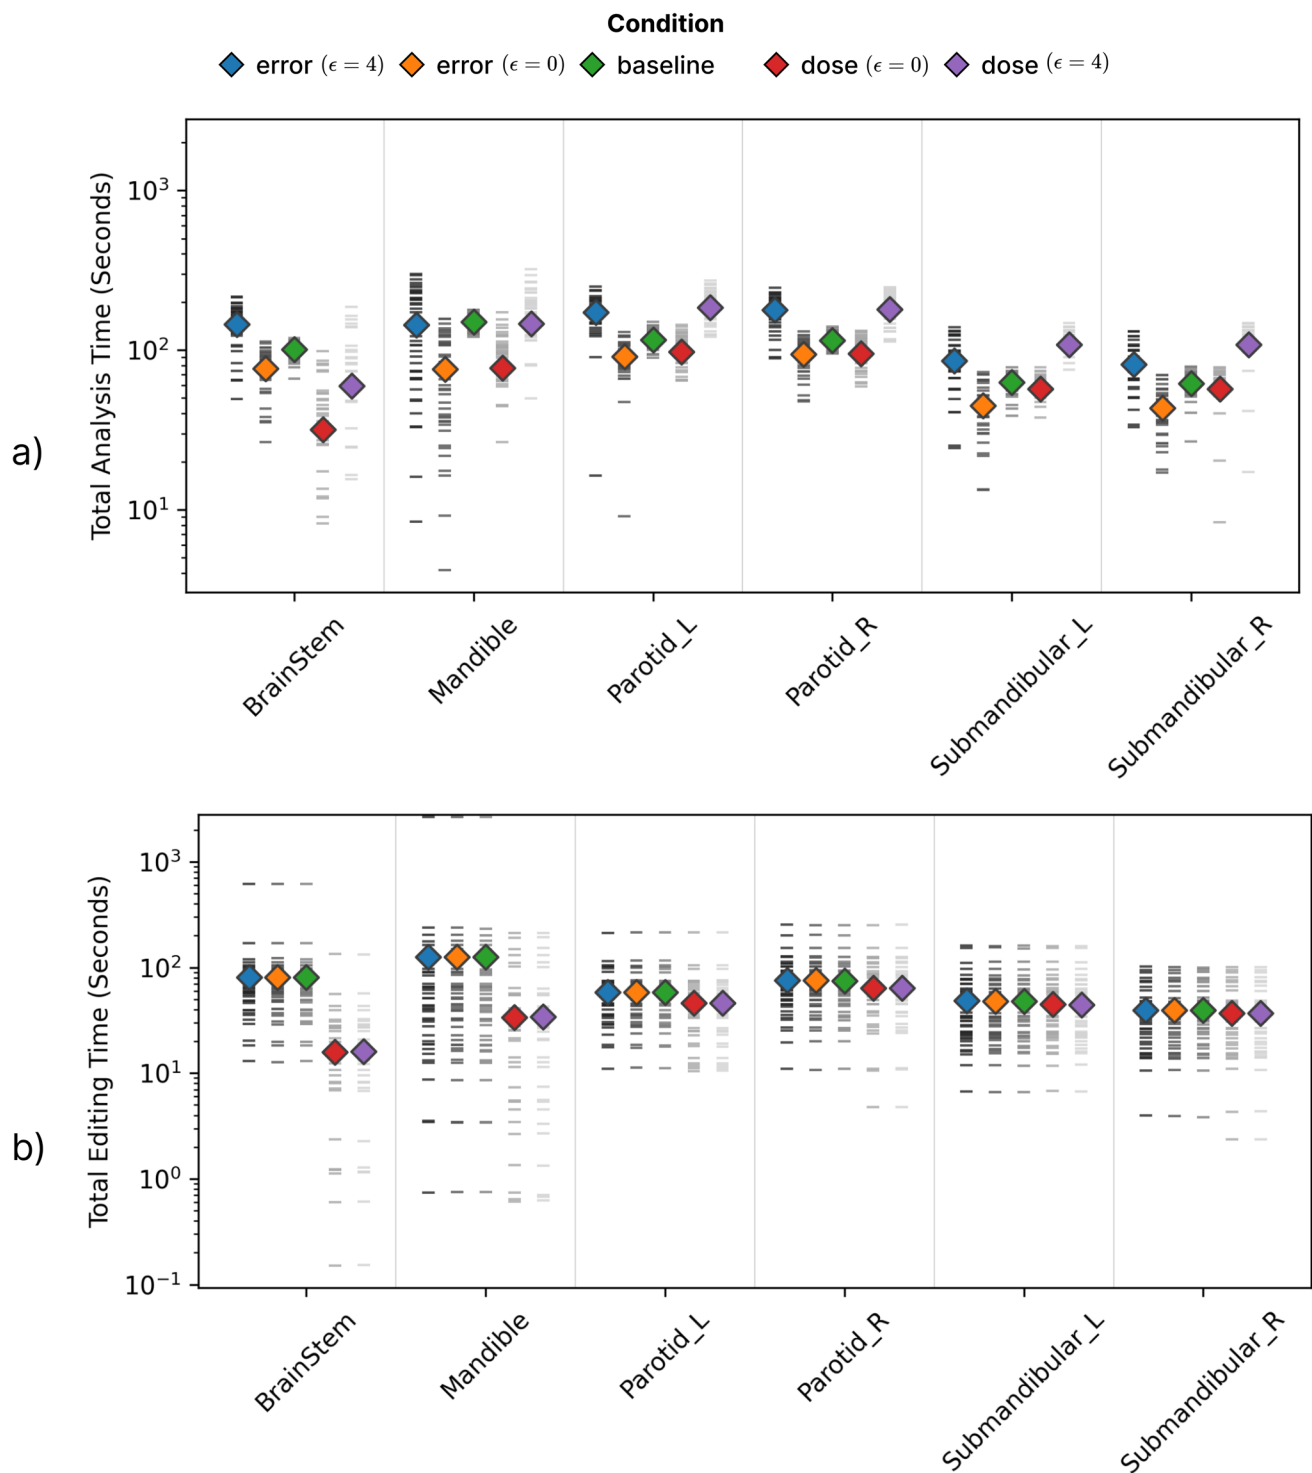 Condition
error (ϵ = 4) error (ϵ = 0) baseline dose (ϵ = 0) dose (ϵ = 4)
a)
Total Analysis Time (Seconds)
10³
10²
10¹
BrainStem
Mandible
Parotid_L
Parotid_R
Submandibular_L
Submandibular_R
b)
Total Editing Time (Seconds)
10³
10²
10¹
10⁰
10⁻¹
BrainStem
Mandible
Parotid_L
Parotid_R
Submandibular_L
Submandibular_R